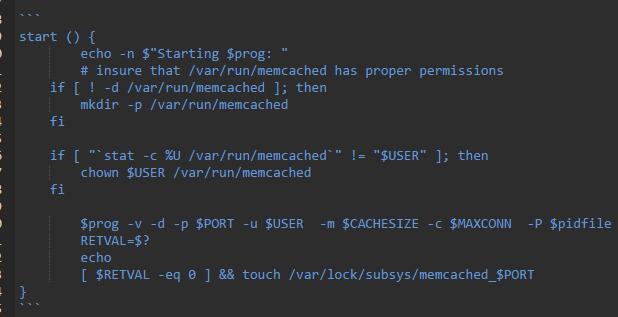 ```
start () {
echo -n $"Starting $prog: "
# insure that /var/run/memcached has proper permissions
if [ ! -d /var/run/memcached ]; then
mkdir -p /var/run/memcached
fi
if [ "`stat -c %U /var/run/memcached`" != "$USER" ]; then
chown $USER /var/run/memcached
fi
$prog -v -d -p $PORT -u $USER  -m $CACHESIZE -c $MAXCONN  -P $pidfile
RETVAL=$?
echo
[ $RETVAL -eq 0 ] && touch /var/lock/subsys/memcached_$PORT
}
```